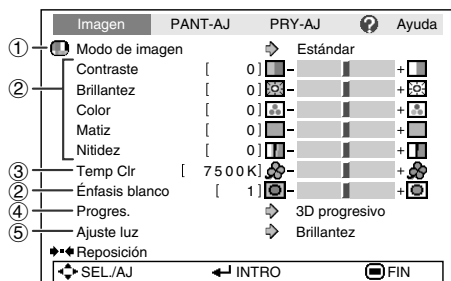 Imagen PANT-AJ PRY-AJ ? Ayuda
① Modo de imagen Estándar
Contraste [ 0] - +
② Brillantez [ 0] - +
Color [ 0] - +
Matiz [ 0] - +
Nitidez [ 0] - +
③ Temp Clr [ 7500K] - +
② Énfasis blanco [ 1] - +
④ Progres. 3D progresivo
⑤ Ajuste luz Brillantez
Reposición
SEL./AJ INTRO FIN